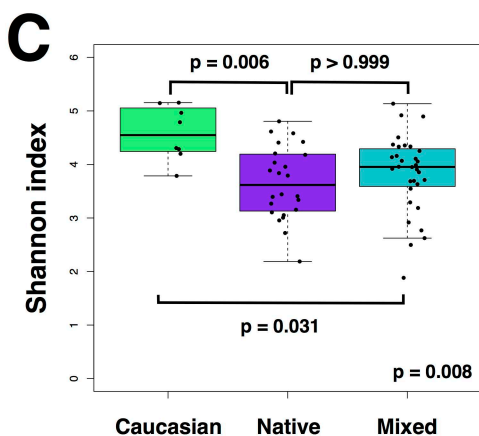 C
p = 0.006
p > 0.999
Shannon index
6
5
4
3
2
1
0
p = 0.031
p = 0.008
Caucasian Native Mixed